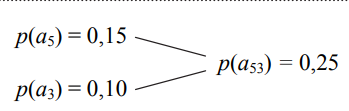 p(a₅) = 0,15
p(a₅₃) = 0,25
p(a₃) = 0,10